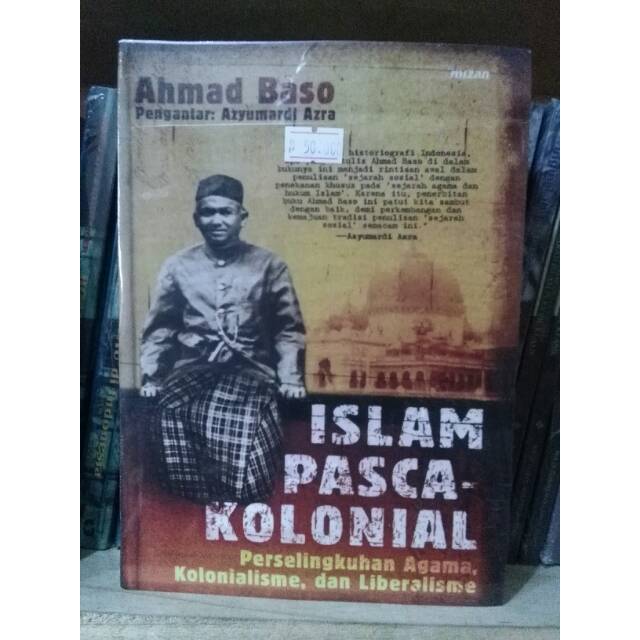 mizan
Ahmad Baso
Pengantar: Azyumardi Azra
historiografi Indonesia,
Ahmad Baso di dalam
bukunya ini menjadi rintisan awal dalam
penulisan 'sejarah sosial' dengan
penekanan khusus pada 'sejarah agama dan
hukum Islam'. Karena itu, penerbitan
buku Ahmad Baso ini patut kita sambut
dengan baik, demi perkembangan dan
kemajuan tradisi penulisan 'sejarah
sosial' semacam ini."
—Azyumardi Azra
ISLAM
PASCA-
KOLONIAL
Perselingkuhan Agama,
Kolonialisme, dan Liberalisme